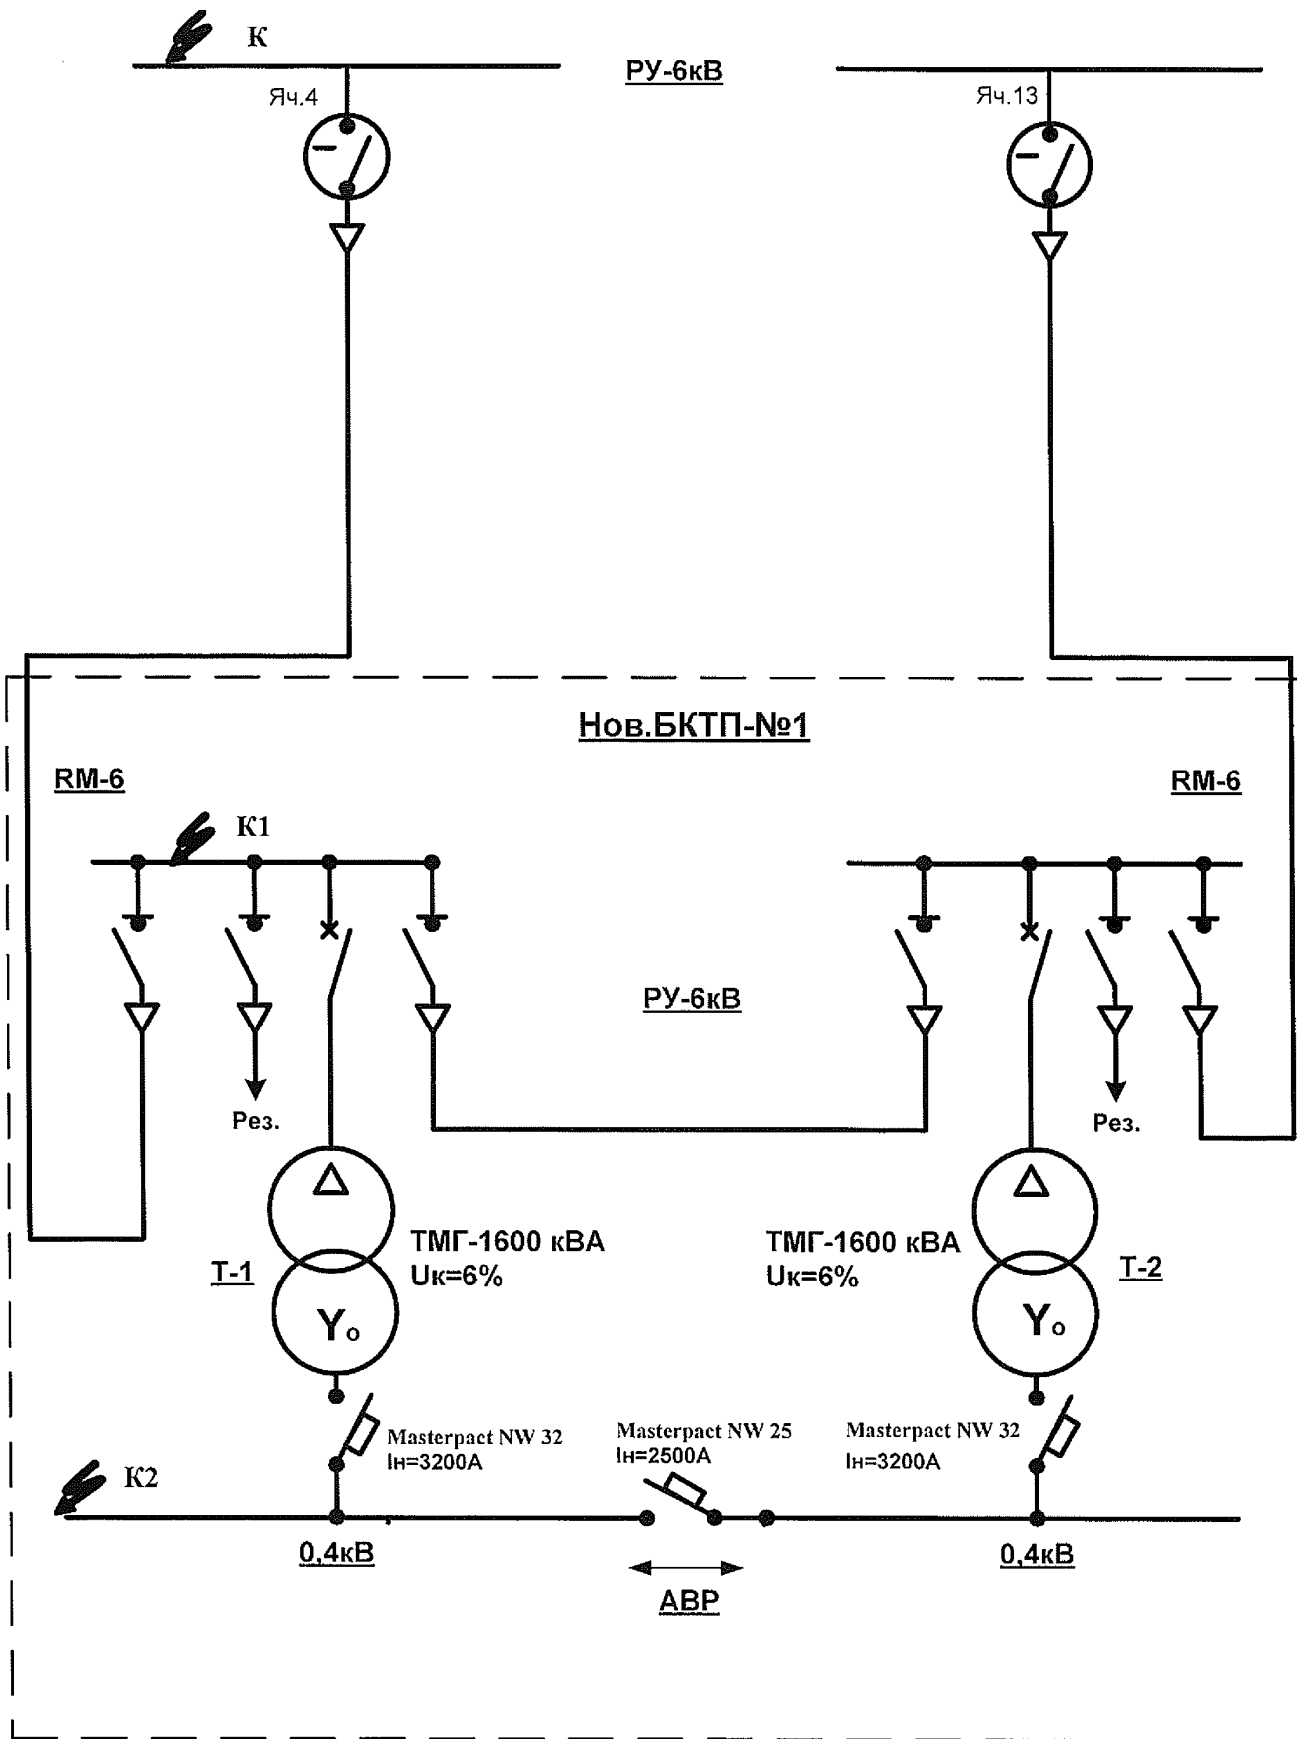 К
РУ-6кВ
Яч.4
Яч.13
Нов.БКТП-№1
RM-6
RM-6
К1
РУ-6кВ
Рез.
Рез.
Т-1
ТМГ-1600 кВА
Uк=6%
ТМГ-1600 кВА
Uк=6%
Т-2
Yо
Yо
Masterpact NW 32
Iн=3200А
Masterpact NW 25
Iн=2500А
Masterpact NW 32
Iн=3200А
К2
0,4кВ
0,4кВ
АВР